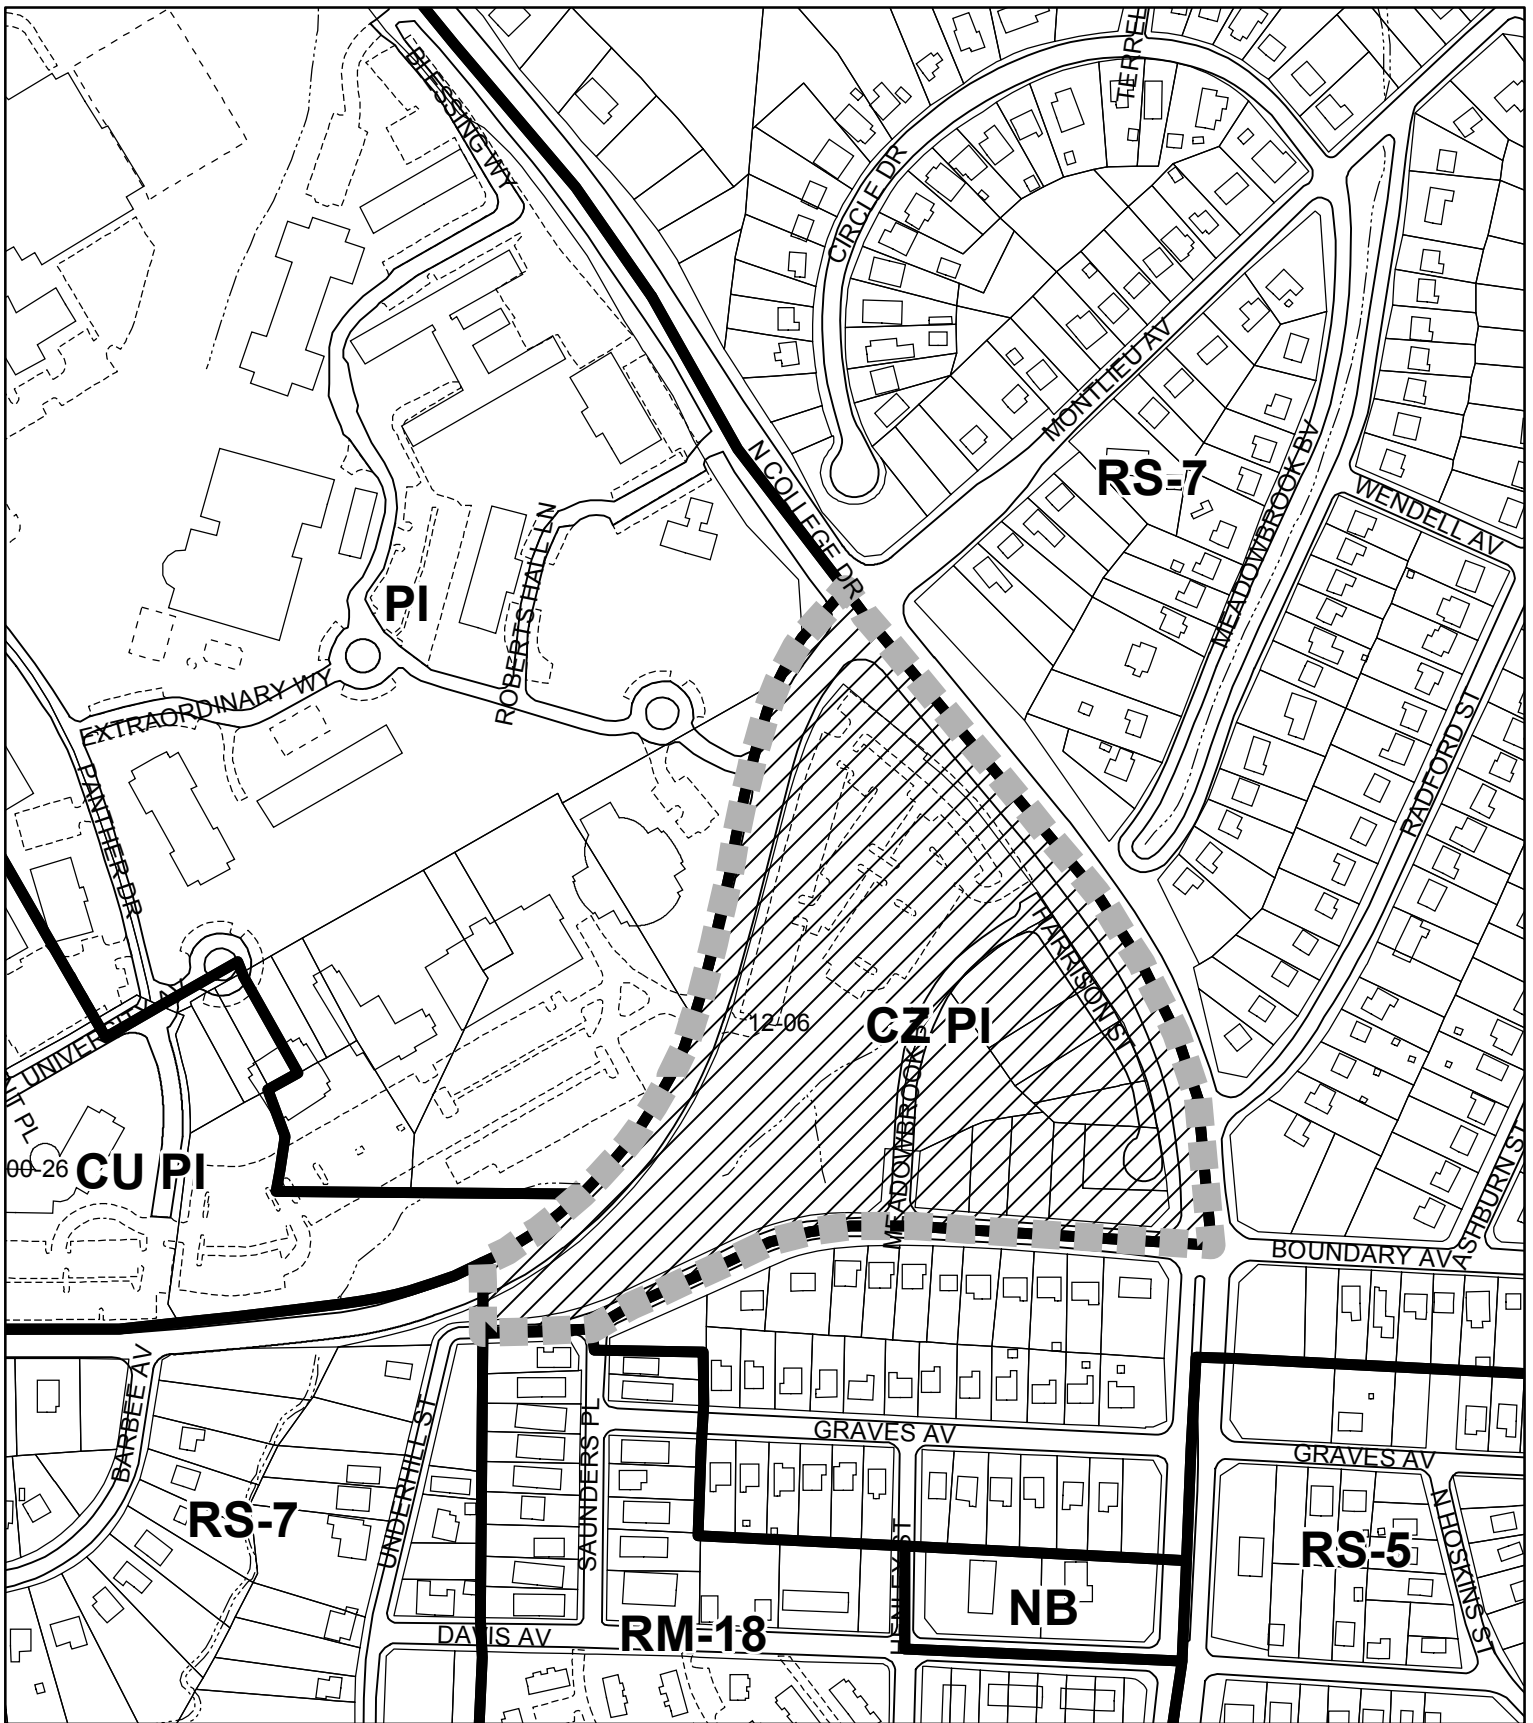 BLESSING WY
CIRCLE DR
MONTLIEU AV
N COLLEGE DR
RS-7
MEADOWBROOK BV
WENDELL AV
ROBERTS HALL LN
PI
EXTRAORDINARY WY
PANTHER DR
RADFORD ST
HARRISON ST
12-06
CZ PI
MEADOWBROOK
00-26
CU PI
ASHBURN ST
BOUNDARY AV
BARBEE AV
UNDERHILL ST
SAUNDERS PL
GRAVES AV
GRAVES AV
N HOSKINS ST
RS-7
RS-5
NB
RM-18
DAVIS AV